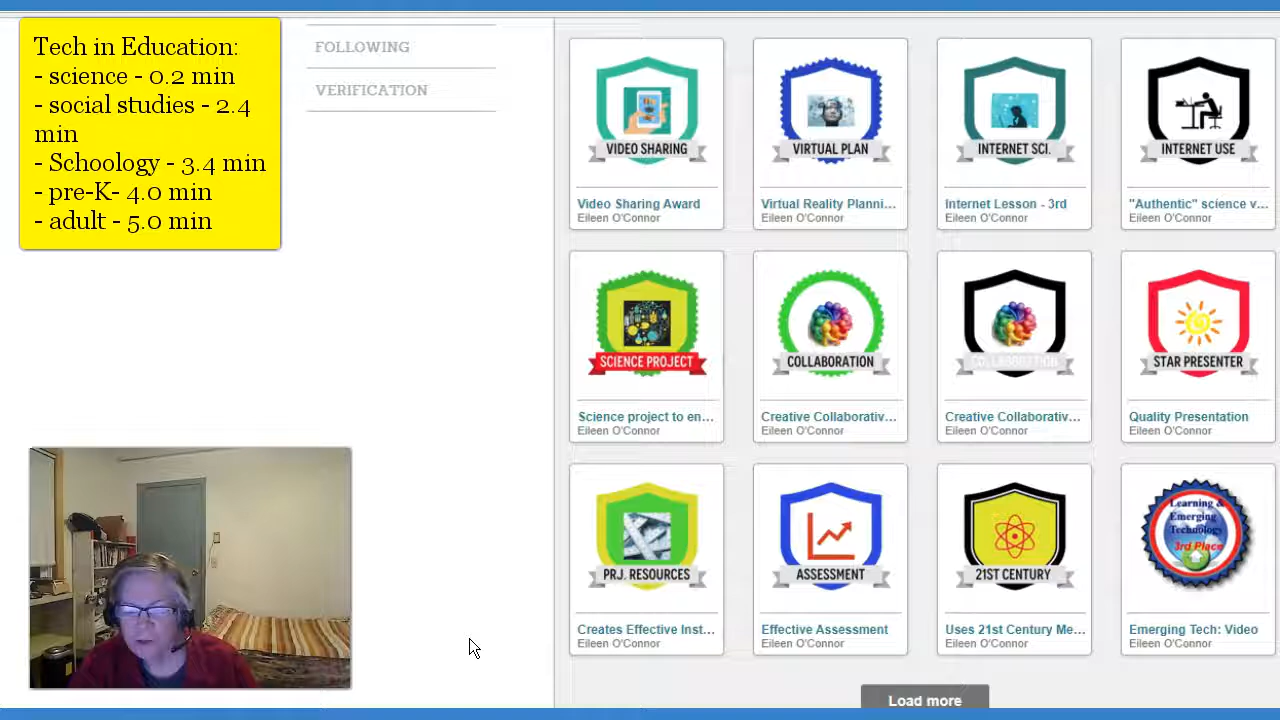 Tech in Education:
- science - 0.2 min
- social studies - 2.4
min
- Schoology - 3.4 min
- pre-K- 4.0 min
- adult - 5.0 min
FOLLOWING
VERIFICATION
VIDEO SHARING
Video Sharing Award
Eileen O'Connor
VIRTUAL PLAN
Virtual Reality Planni...
Eileen O'Connor
INTERNET SCI.
Internet Lesson - 3rd
Eileen O'Connor
INTERNET USE
"Authentic" science v...
Eileen O'Connor
SCIENCE PROJECT
Science project to en...
Eileen O'Connor
COLLABORATION
Creative Collaborativ...
Eileen O'Connor
COLLABORATION
Creative Collaborativ...
Eileen O'Connor
STAR PRESENTER
Quality Presentation
Eileen O'Connor
PRJ. RESOURCES
Creates Effective Inst...
Eileen O'Connor
ASSESSMENT
Effective Assessment
Eileen O'Connor
21ST CENTURY
Uses 21st Century Me...
Eileen O'Connor
Learning &
Emerging
Technology
3rd Place
Emerging Tech: Video
Eileen O'Connor
Load more